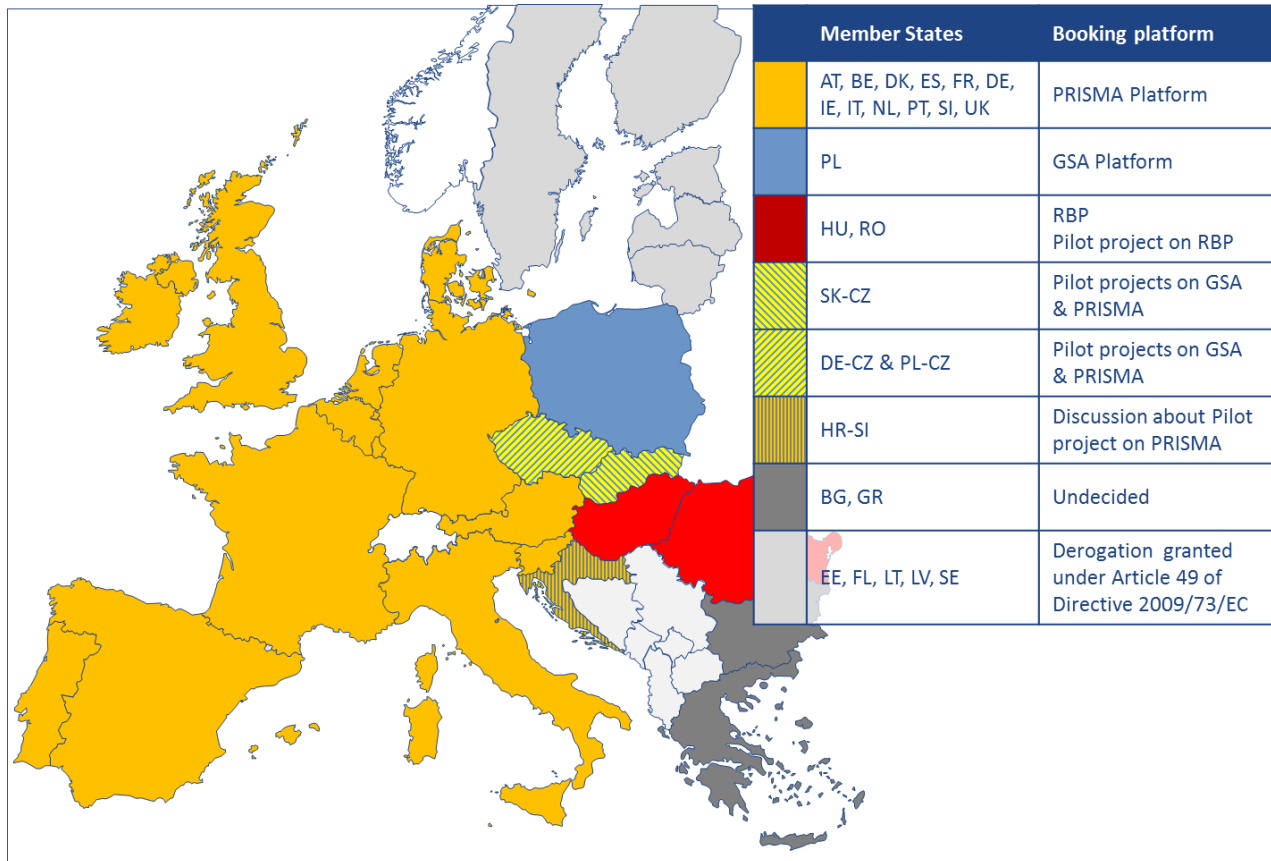 Member States Booking platform
AT, BE, DK, ES, FR, DE,
IE, IT, NL, PT, SI, UK
PRISMA Platform
PL
GSA Platform
HU, RO
RBP
Pilot project on RBP
SK-CZ
Pilot projects on GSA
& PRISMA
DE-CZ & PL-CZ
Pilot projects on GSA
& PRISMA
HR-SI
Discussion about Pilot
project on PRISMA
BG, GR
Undecided
EE, FL, LT, LV, SE
Derogation granted
under Article 49 of
Directive 2009/73/EC